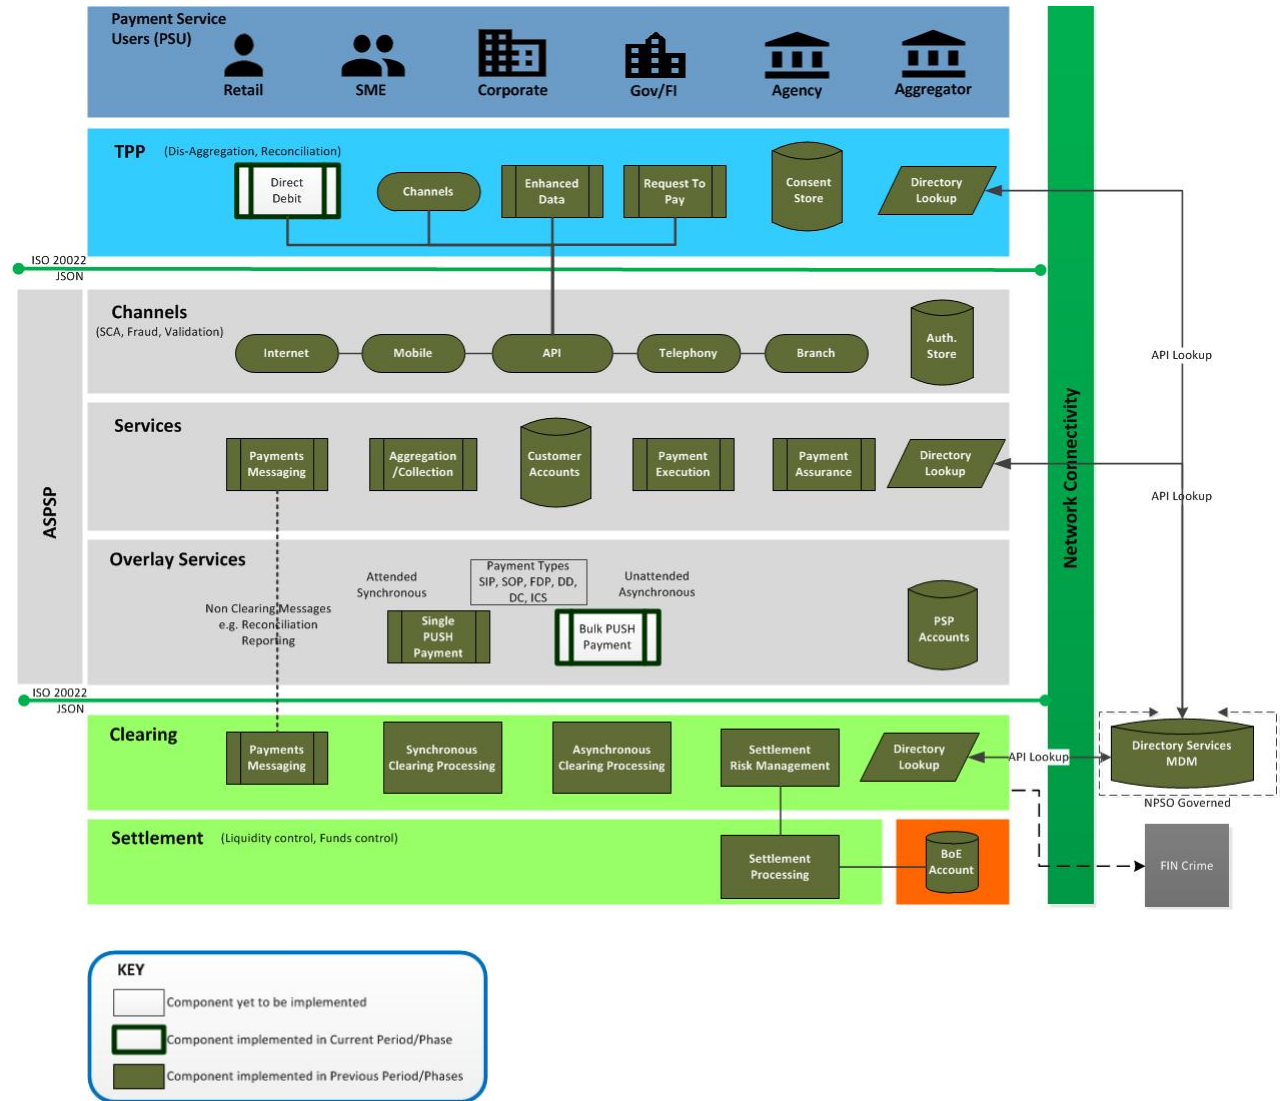 Payment Service
Users (PSU)
Retail
SME
Corporate
Gov/FI
Agency
Aggregator
TPP
(Dis-Aggregation, Reconciliation)
Direct
Debit
Channels
Enhanced
Data
Request To
Pay
Consent
Store
Directory
Lookup
ISO 20022
JSON
ASPSP
Channels
(SCA, Fraud, Validation)
Internet
Mobile
API
Telephony
Branch
Auth.
Store
API Lookup
Services
Payments
Messaging
Aggregation
/Collection
Customer
Accounts
Payment
Execution
Payment
Assurance
Directory
Lookup
API Lookup
Network Connectivity
Overlay Services
Non Clearing Messages
e.g. Reconciliation
Reporting
Attended
Synchronous
Payment Types
SIP, SOP, FDP, DD,
DC, ICS
Unattended
Asynchronous
Single
PUSH
Payment
Bulk PUSH
Payment
PSP
Accounts
ISO 20022
JSON
Clearing
Payments
Messaging
Synchronous
Clearing Processing
Asynchronous
Clearing Processing
Settlement
Risk Management
Directory
Lookup
API Lookup
Directory Services
MDM
NPSO Governed
Settlement
(Liquidity control, Funds control)
Settlement
Processing
BoE
Account
FIN Crime
KEY
Component yet to be implemented
Component implemented in Current Period/Phase
Component implemented in Previous Period/Phases